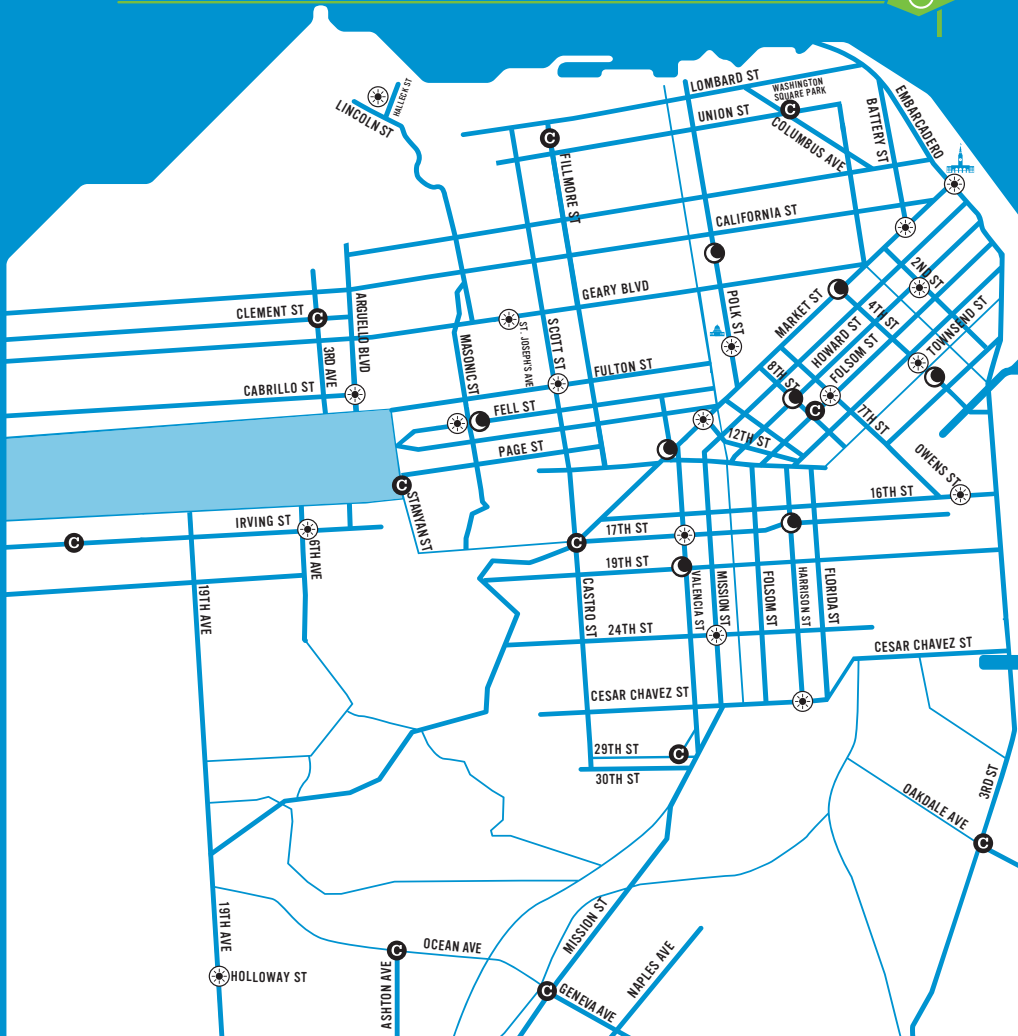 LOMBARD ST
WASHINGTON
SQUARE PARK
HALLECK ST
LINCOLN ST
UNION ST
COLUMBUS AVE
BATTERY ST
EMBARCADERO
FILLMORE ST
CALIFORNIA ST
2ND ST
GEARY BLVD
POLK ST
MARKET ST
4TH ST
TOWNSEND ST
CLEMENT ST
C
ARGUELLO BLVD
3RD AVE
MASONIC ST
ST. JOSEPH'S AVE
SCOTT ST
HOWARD ST
FOLSOM ST
FULTON ST
8TH ST
CABRILLO ST
FELL ST
7TH ST
C
C
C
12TH ST
PAGE ST
OWENS ST
C
STANYAN ST
16TH ST
IRVING ST
6TH AVE
17TH ST
C
C
19TH ST
19TH AVE
CASTRO ST
VALENCIA ST
MISSION ST
FOLSOM ST
HARRISON ST
FLORIDA ST
24TH ST
CESAR CHAVEZ ST
CESAR CHAVEZ ST
29TH ST
C
30TH ST
3RD ST
OAKDALE AVE
C
19TH AVE
MISSION ST
OCEAN AVE
C
NAPLES AVE
HOLLOWAY ST
ASHTON AVE
C
GENEVA AVE